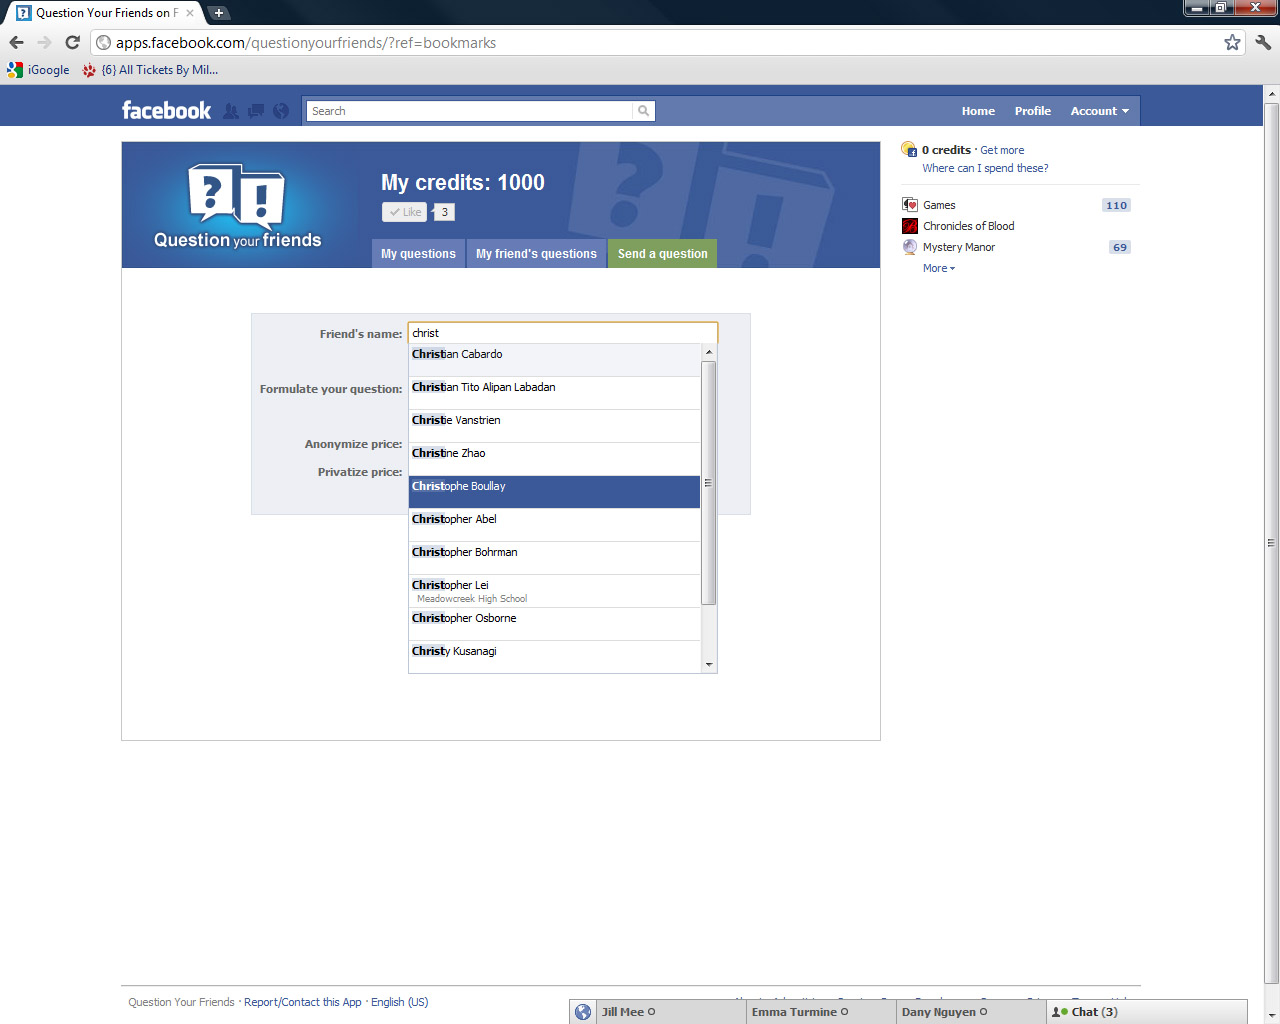 Question Your Friends on F
apps.facebook.com/questionyourfriends/?ref=bookmarks
iGoogle
{6} All Tickets By Mil...
facebook
Search
Home
Profile
Account
My credits: 1000
Like
3
Question your friends
My questions
My friend's questions
Send a question
0 credits · Get more
Where can I spend these?
Games
110
Chronicles of Blood
Mystery Manor
69
More
Friend's name:
christ
Formulate your question:
Anonymize price:
Privatize price:
Christian Cabardo
Christian Tito Alipan Labadan
Christie Vanstrien
Christine Zhao
Christophe Boullay
Christopher Abel
Christopher Bohrman
Christopher Lei
Meadowcreek High School
Christopher Osborne
Christy Kusanagi
Question Your Friends · Report/Contact this App · English (US)
Jill Mee
Emma Turmine
Dany Nguyen
Chat (3)